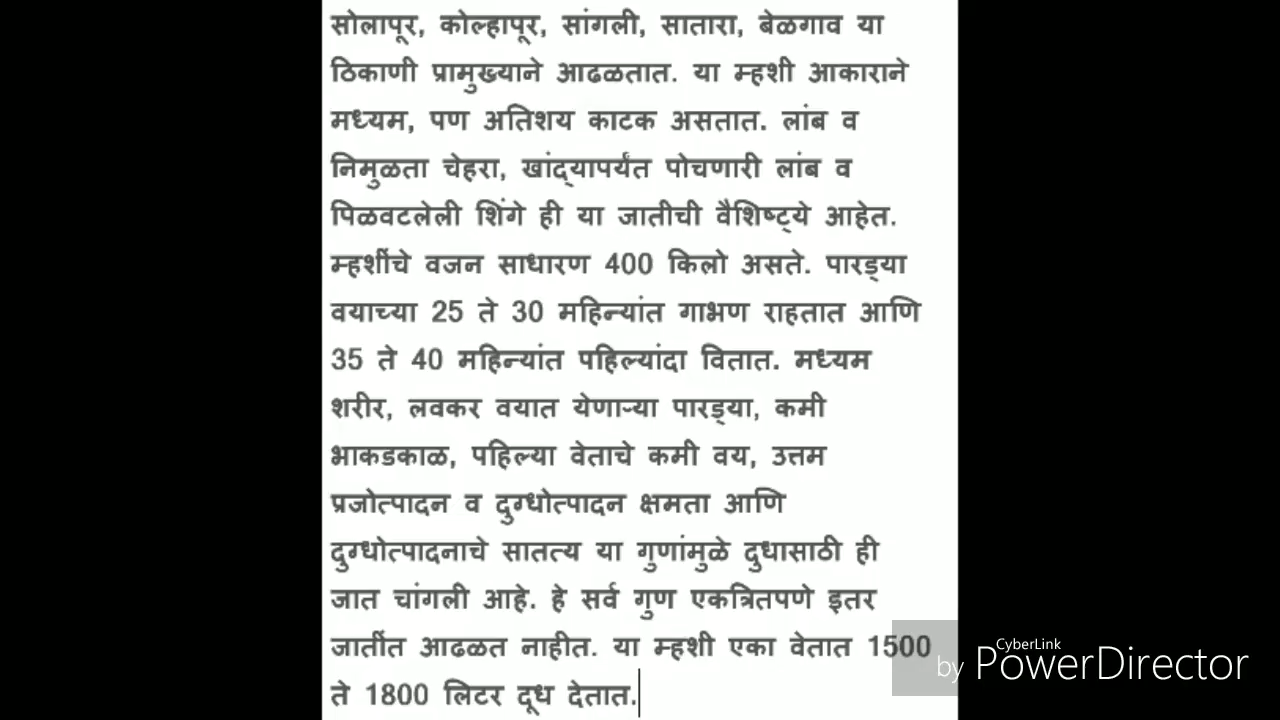 सोलापूर, कोल्हापूर, सांगली, सातारा, बेळगाव या
ठिकाणी प्रामुख्याने आढळतात. या म्हशी आकाराने
मध्यम, पण अतिशय काटक असतात. लांब व
निमुळता चेहरा, खांद्यापर्यंत पोचणारी लांब व
पिळवटलेली शिंगे ही या जातीची वैशिष्ट्ये आहेत.
म्हशींचे वजन साधारण 400 किलो असते. पारड्या
वयाच्या 25 ते 30 महिन्यांत गाभण राहतात आणि
35 ते 40 महिन्यांत पहिल्यांदा वितात. मध्यम
शरीर, लवकर वयात येणाऱ्या पारड्या, कमी
भाकडकाळ, पहिल्या वेताचे कमी वय, उत्तम
प्रजोत्पादन व दुग्धोत्पादन क्षमता आणि
दुग्धोत्पादनाचे सातत्य या गुणांमुळे दुधासाठी ही
जात चांगली आहे. हे सर्व गुण एकत्रितपणे इतर
जातींत आढळत नाहीत. या म्हशी एका वेतात 1500
ते 1800 लिटर दूध देतात.
CyberLink
by PowerDirector